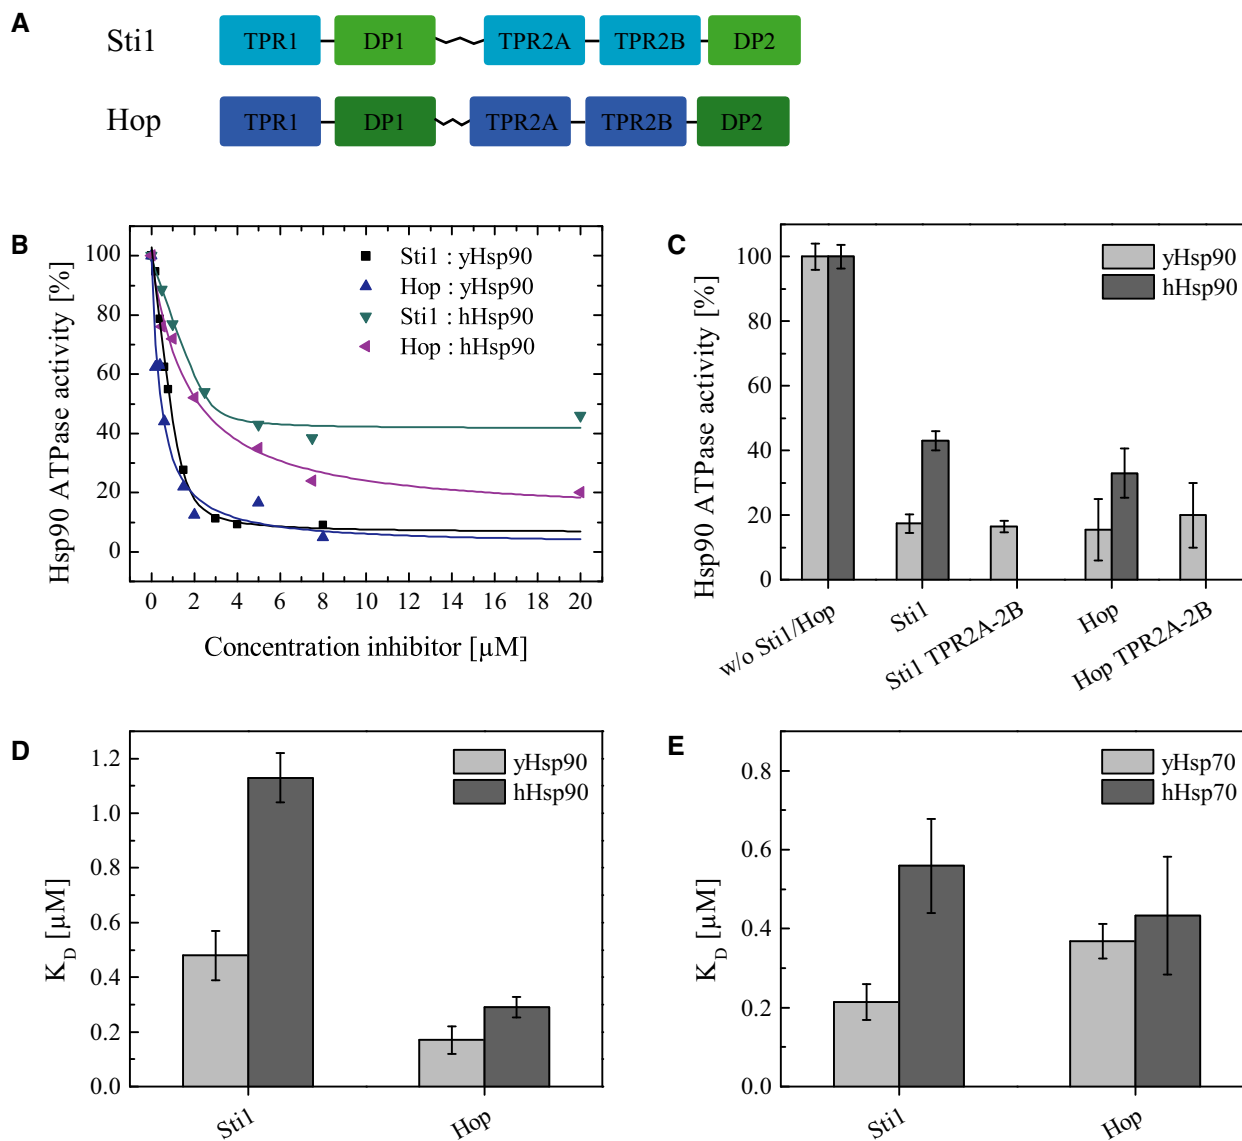 A
Sti1
TPR1
DP1
TPR2A
TPR2B
DP2
Hop
TPR1
DP1
TPR2A
TPR2B
DP2
B
Hsp90 ATPase activity [%]
100
80
60
40
20
0
0 2 4 6 8 10 12 14 16 18 20
Concentration inhibitor [µM]
Sti1 : yHsp90
Hop : yHsp90
Sti1 : hHsp90
Hop : hHsp90
C
Hsp90 ATPase activity [%]
100
80
60
40
20
0
yHsp90
hHsp90
w/o Sti1/Hop
Sti1
Sti1 TPR2A-2B
Hop
Hop TPR2A-2B
D
K_D [µM]
1.2
1.0
0.8
0.6
0.4
0.2
0.0
yHsp90
hHsp90
Sti1
Hop
E
K_D [µM]
0.8
0.6
0.4
0.2
0.0
yHsp70
hHsp70
Sti1
Hop